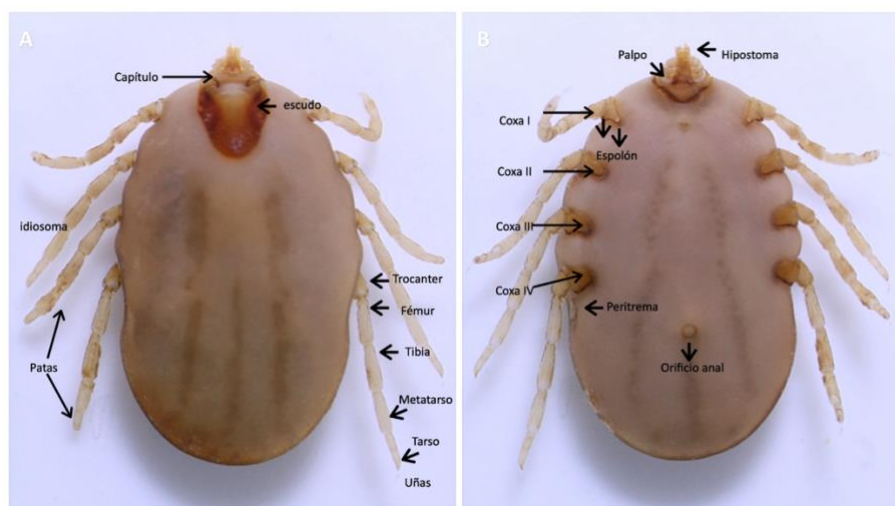 A
Capítulo
escudo
idiosoma
Trocanter
Fémur
Patas
Tibia
Metatarso
Tarso
Uñas
B
Palpo
Hipostoma
Coxa I
Espolón
Coxa II
Coxa III
Coxa IV
Peritrema
Orificio anal